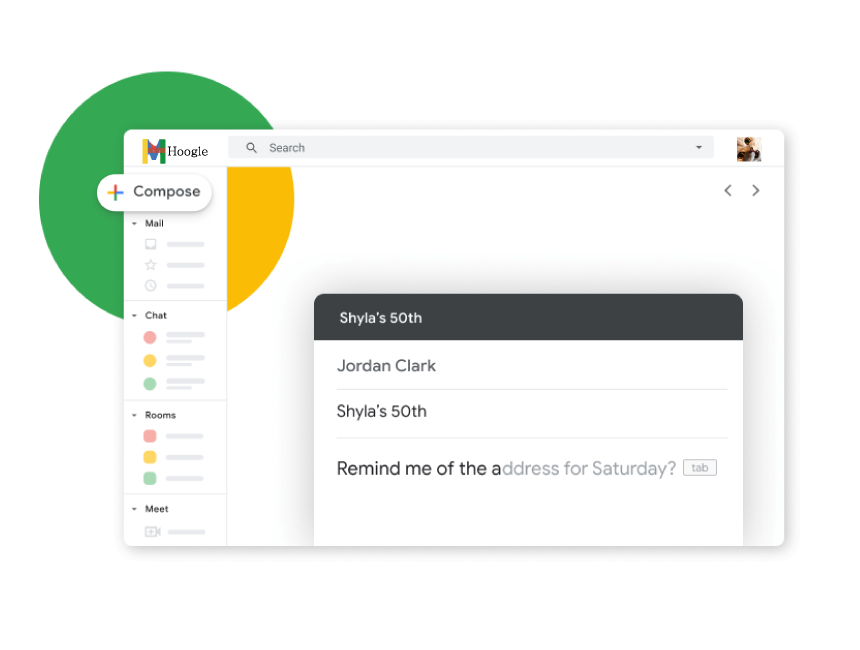 Hoogle
Search
Compose
Mail
Chat
Rooms
Meet
Shyla's 50th
Jordan Clark
Shyla's 50th
Remind me of the address for Saturday? tab